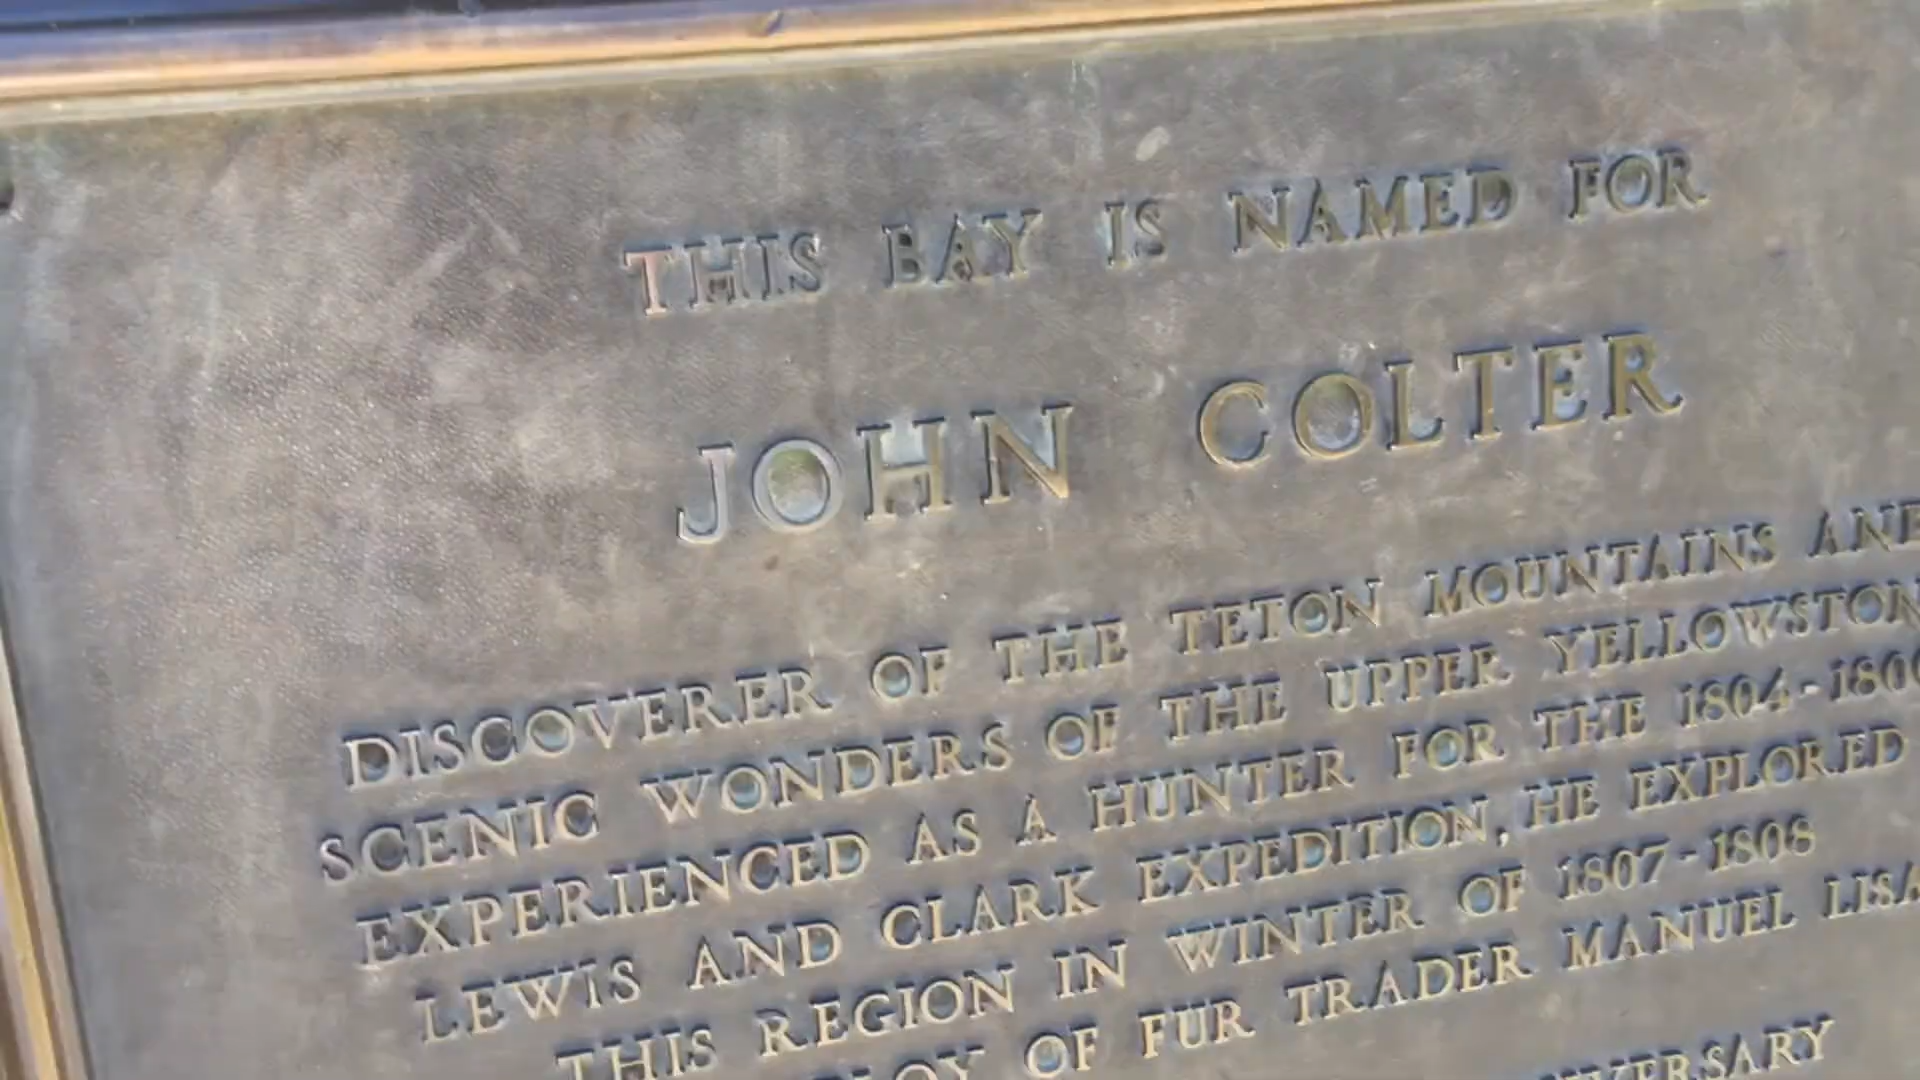 THIS BAY IS NAMED FOR
JOHN COLTER
DISCOVERER OF THE TETON MOUNTAINS AND
SCENIC WONDERS OF THE UPPER YELLOWSTON
EXPERIENCED AS A HUNTER FOR THE 1804-180
LEWIS AND CLARK EXPEDITION, HE EXPLORED
THIS REGION IN WINTER OF 1807-1808
OF FUR TRADER MANUEL LISA